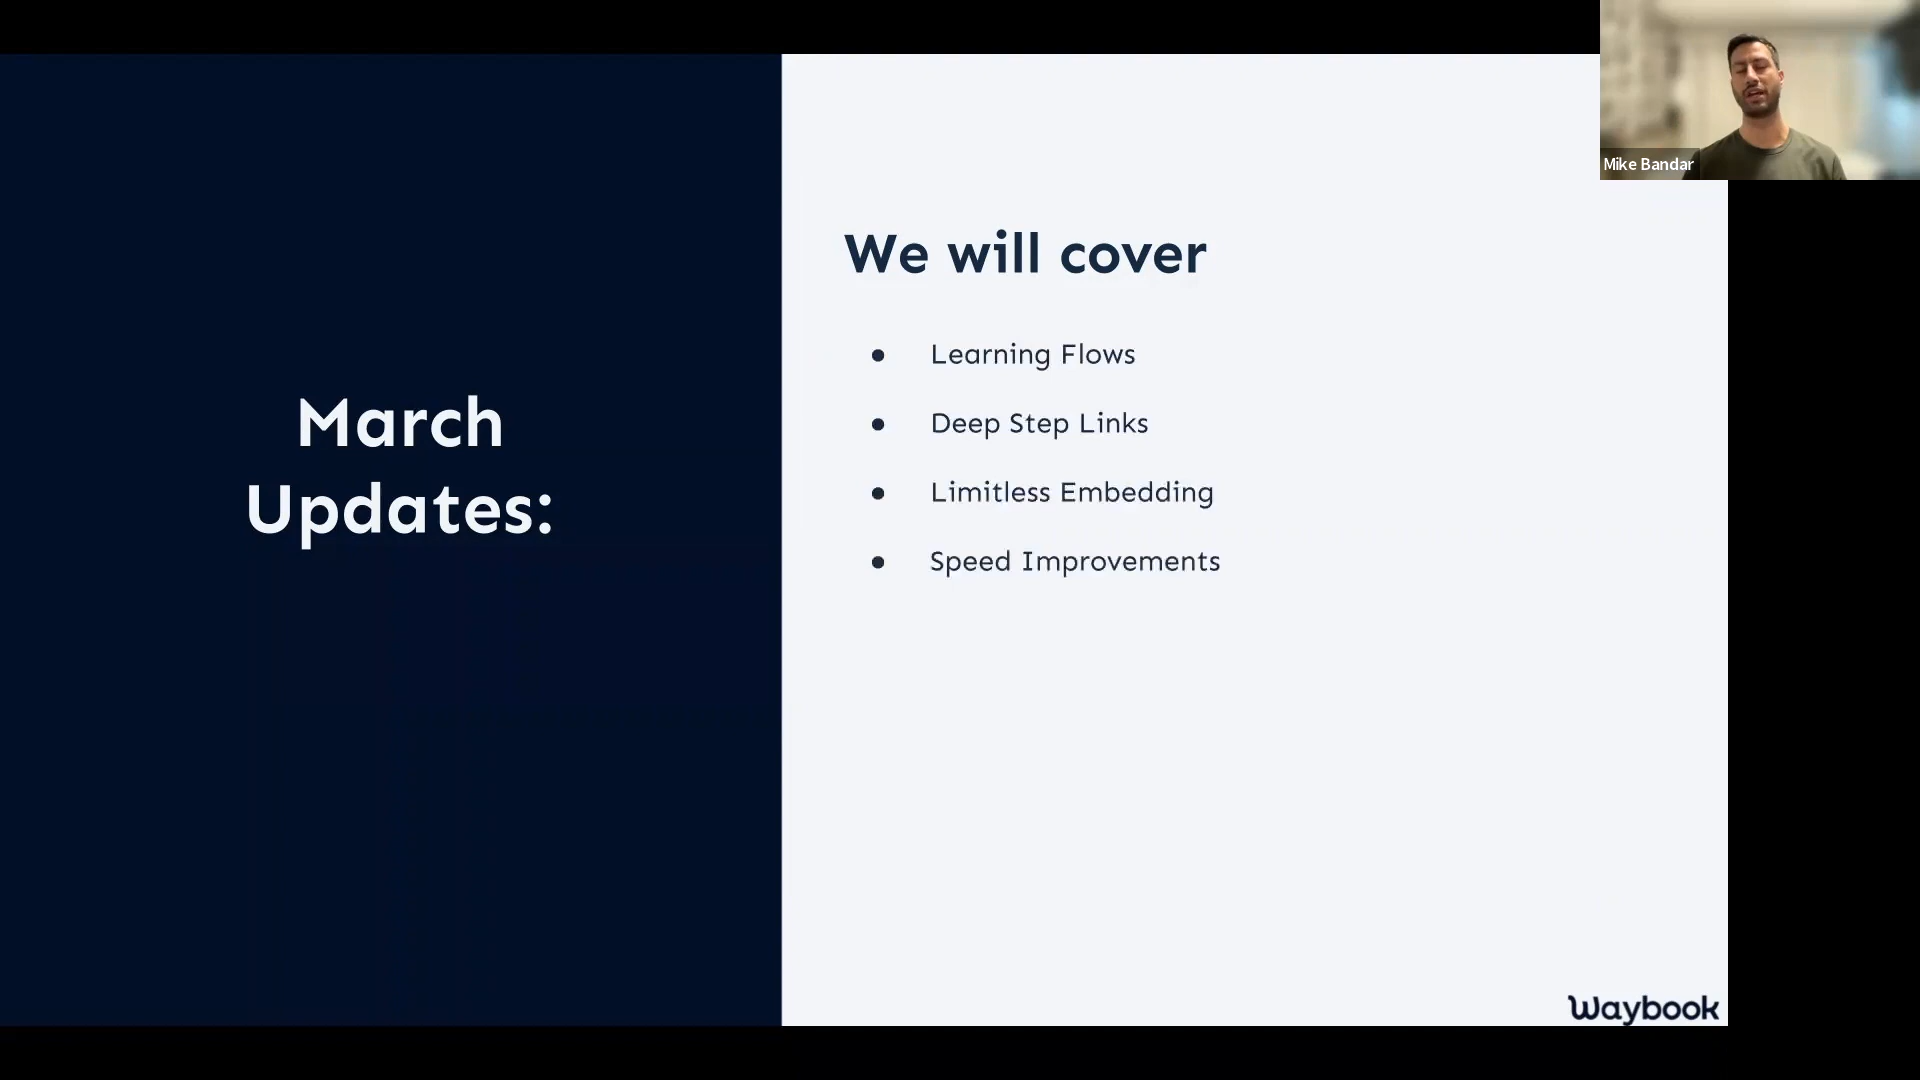 Mike Bandar
March
Updates:
We will cover
● Learning Flows
● Deep Step Links
● Limitless Embedding
● Speed Improvements
Waybook